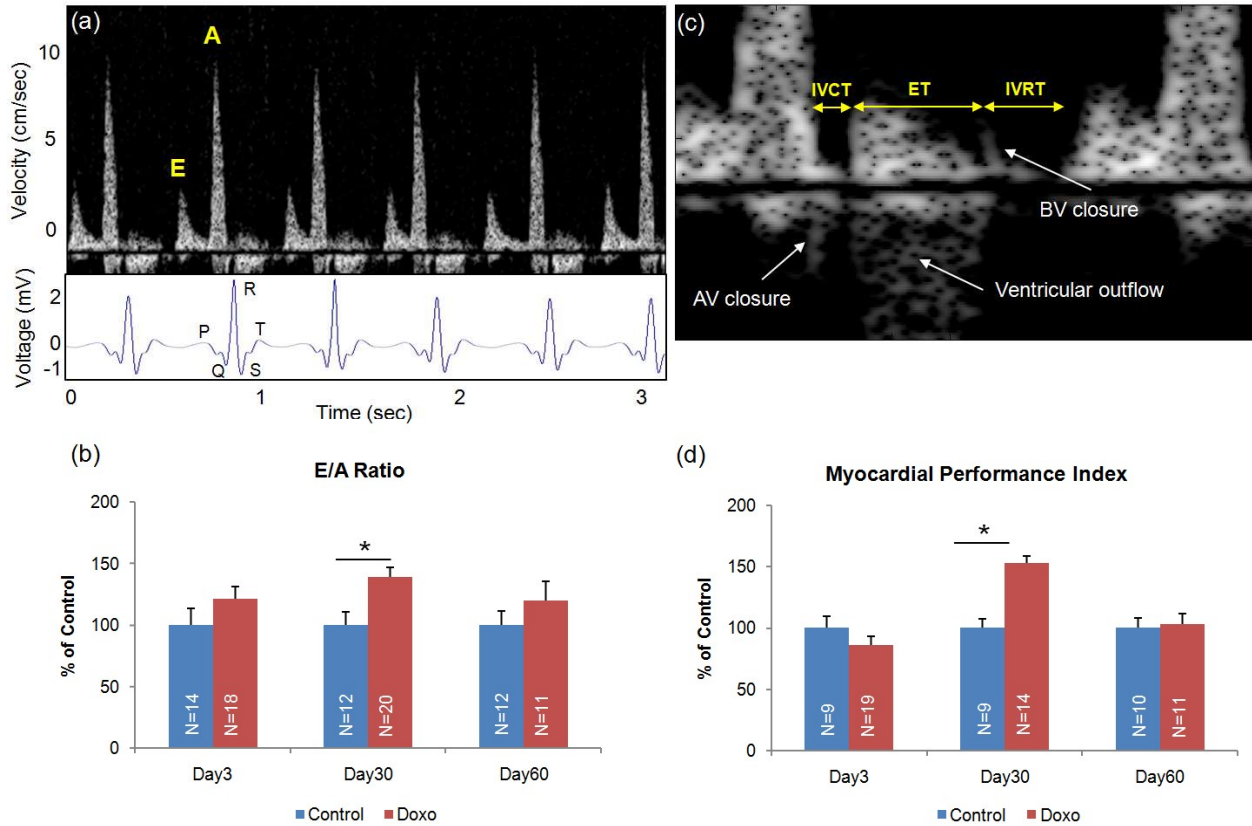 (a)
A
E
10
5
0
Velocity (cm/sec)
R
P
T
Q
S
2
0
-1
Voltage (mV)
0
1
2
3
Time (sec)
(c)
IVCT
ET
IVRT
BV closure
AV closure
Ventricular outflow
(b)
E/A Ratio
200
150
100
50
0
% of Control
*
N=14
N=18
N=12
N=20
N=12
N=11
Day3
Day30
Day60
Control
Doxo
(d)
Myocardial Performance Index
200
150
100
50
0
% of Control
*
N=9
N=19
N=9
N=14
N=10
N=11
Day3
Day30
Day60
Control
Doxo